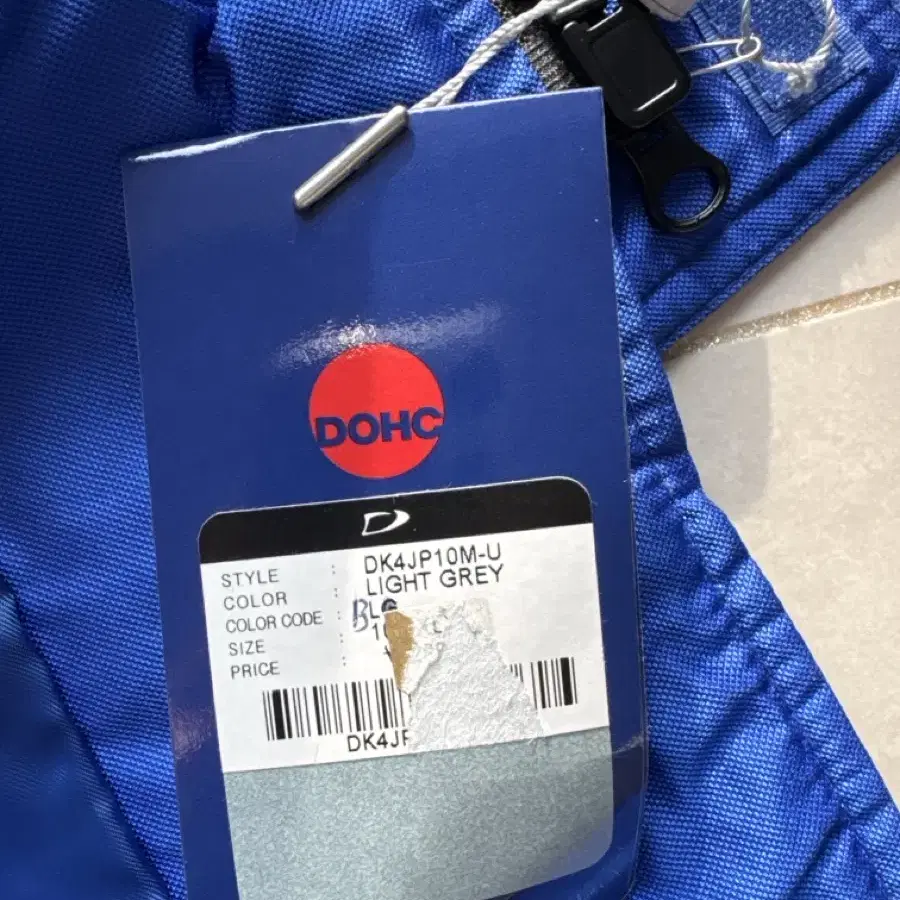 DOHC
STYLE : DK4JP10M-U
COLOR : LIGHT GREY
COLOR CODE : BLG
SIZE :
PRICE :
DK4JP